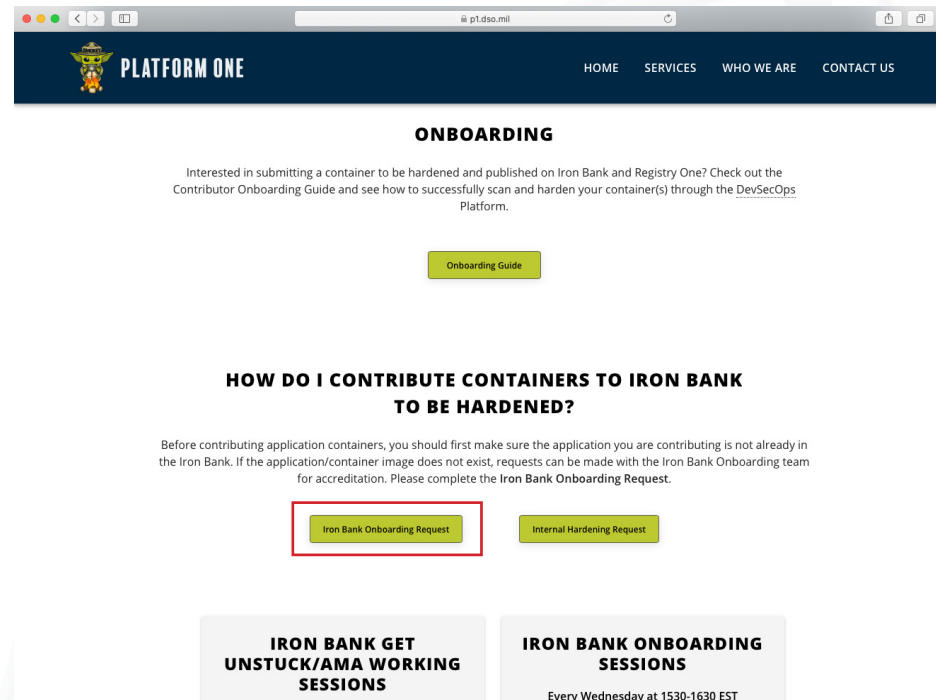 p1.dso.mil
PLATFORM ONE
HOME SERVICES WHO WE ARE CONTACT US
ONBOARDING
Interested in submitting a container to be hardened and published on Iron Bank and Registry One? Check out the
Contributor Onboarding Guide and see how to successfully scan and harden your container(s) through the DevSecOps
Platform.
Onboarding Guide
HOW DO I CONTRIBUTE CONTAINERS TO IRON BANK
TO BE HARDENED?
Before contributing application containers, you should first make sure the application you are contributing is not already in
the Iron Bank. If the application/container image does not exist, requests can be made with the Iron Bank Onboarding team
for accreditation. Please complete the Iron Bank Onboarding Request.
Iron Bank Onboarding Request Internal Hardening Request
IRON BANK GET
UNSTUCK/AMA WORKING
SESSIONS
IRON BANK ONBOARDING
SESSIONS
Every Wednesday at 1530-1630 EST